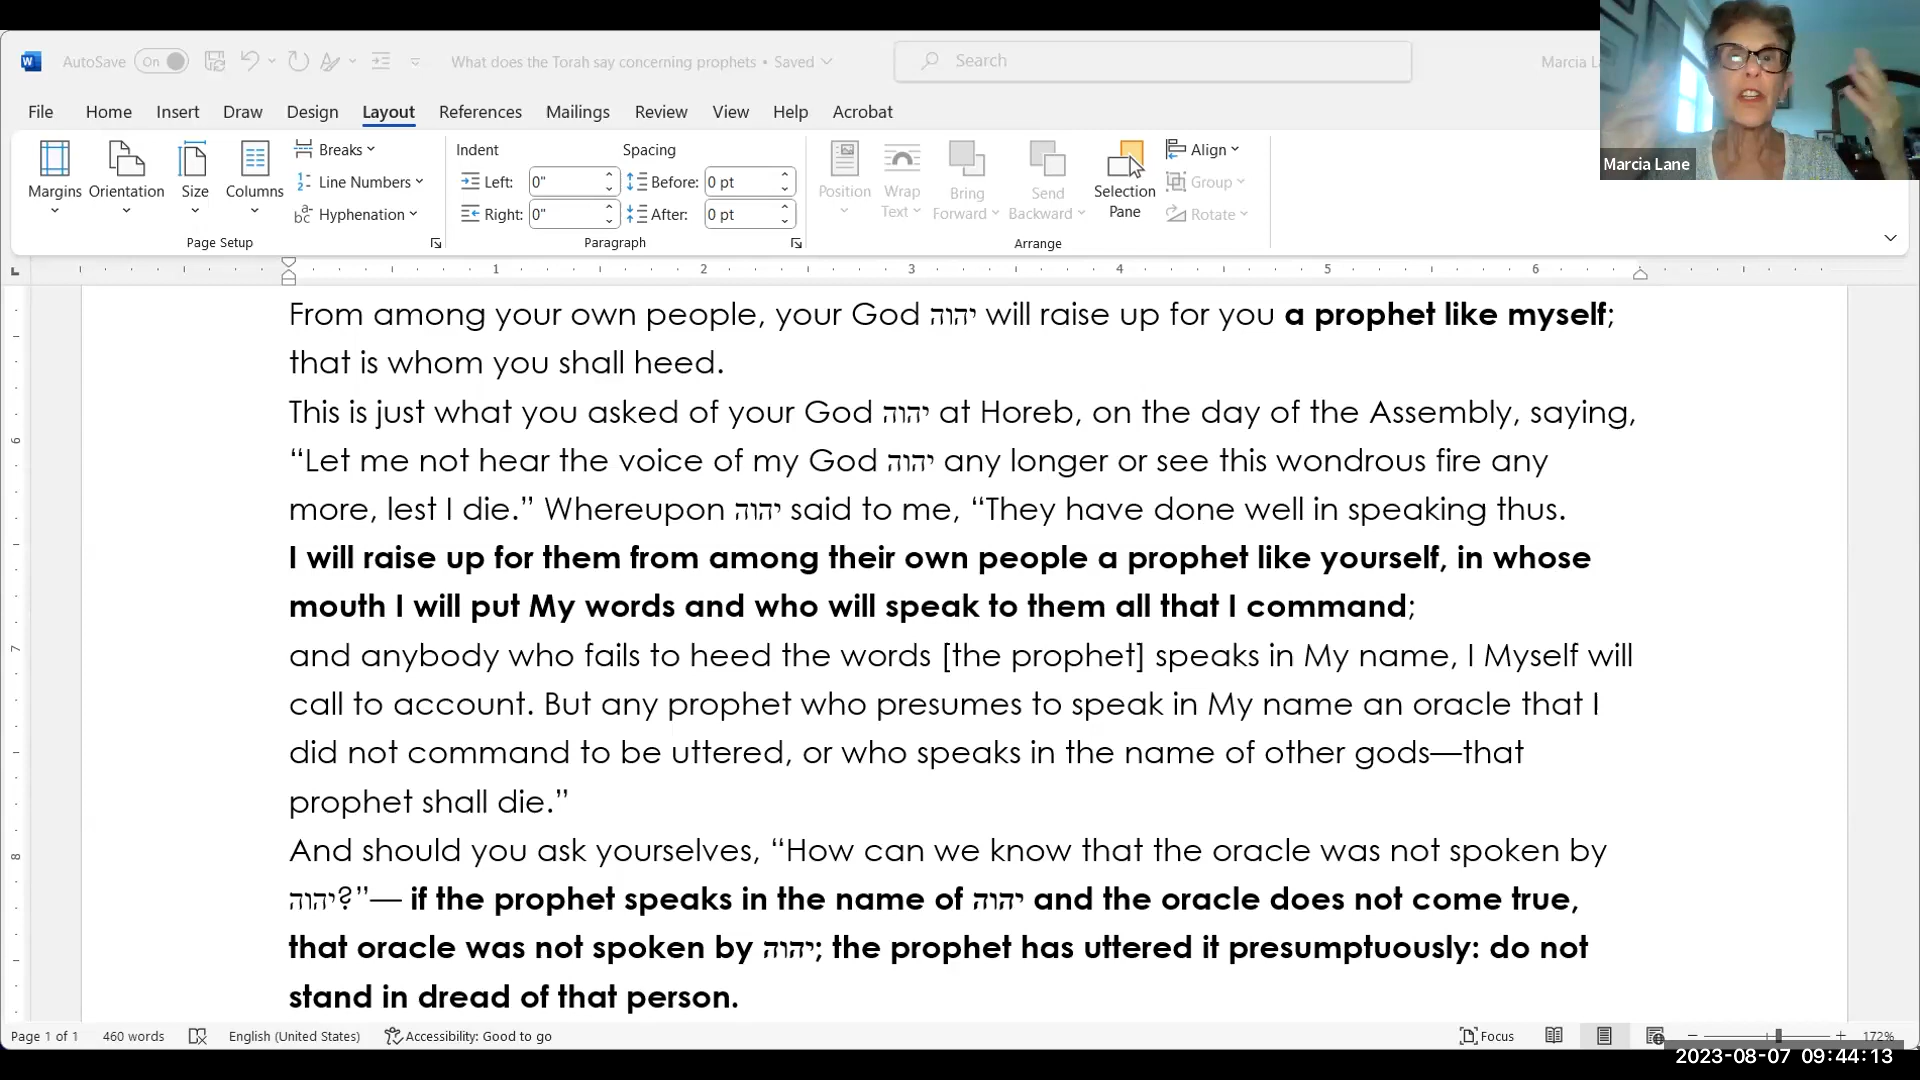 AutoSave On What does the Torah say concerning prophets • Saved Search Marcia L
File Home Insert Draw Design Layout References Mailings Review View Help Acrobat
Marcia Lane
Margins Orientation Size Columns
Breaks
Line Numbers
Hyphenation
Page Setup
Indent Spacing
Left: 0" Before: 0 pt
Right: 0" After: 0 pt
Paragraph
Position Wrap Text Bring Forward Send Backward Selection Pane
Align
Group
Rotate
Arrange
1 2 3 4 5 6
From among your own people, your God יהוה will raise up for you a prophet like myself;
that is whom you shall heed.
This is just what you asked of your God יהוה at Horeb, on the day of the Assembly, saying,
“Let me not hear the voice of my God יהוה any longer or see this wondrous fire any
more, lest I die.” Whereupon יהוה said to me, “They have done well in speaking thus.
I will raise up for them from among their own people a prophet like yourself, in whose
mouth I will put My words and who will speak to them all that I command;
and anybody who fails to heed the words [the prophet] speaks in My name, I Myself will
call to account. But any prophet who presumes to speak in My name an oracle that I
did not command to be uttered, or who speaks in the name of other gods—that
prophet shall die.”
And should you ask yourselves, “How can we know that the oracle was not spoken by
יהוה?”— if the prophet speaks in the name of יהוה and the oracle does not come true,
that oracle was not spoken by יהוה; the prophet has uttered it presumptuously: do not
stand in dread of that person.
6
7
8
Page 1 of 1 460 words English (United States) Accessibility: Good to go Focus 172%
2023-08-07 09:44:13